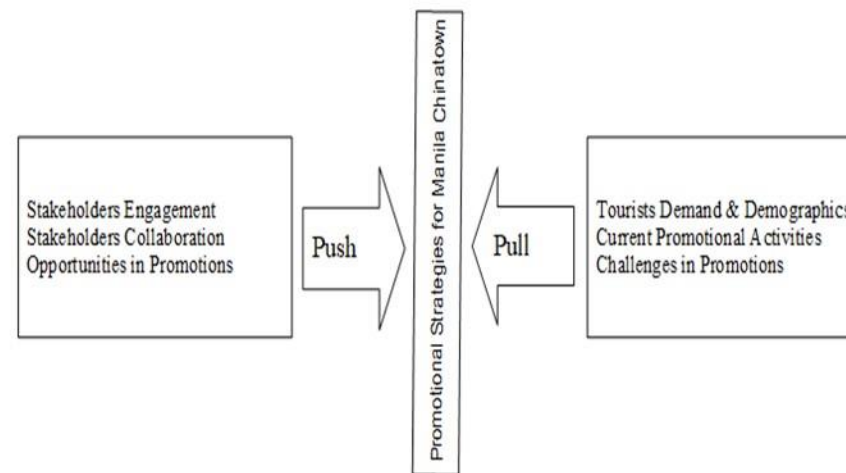 Stakeholders Engagement
Stakeholders Collaboration
Opportunities in Promotions
Push
Promotional Strategies for Manila Chinatown
Pull
Tourists Demand & Demographics
Current Promotional Activities
Challenges in Promotions